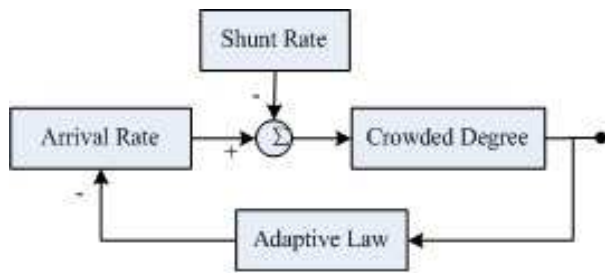 Shunt Rate
-
Arrival Rate
+
Σ
Crowded Degree
-
Adaptive Law